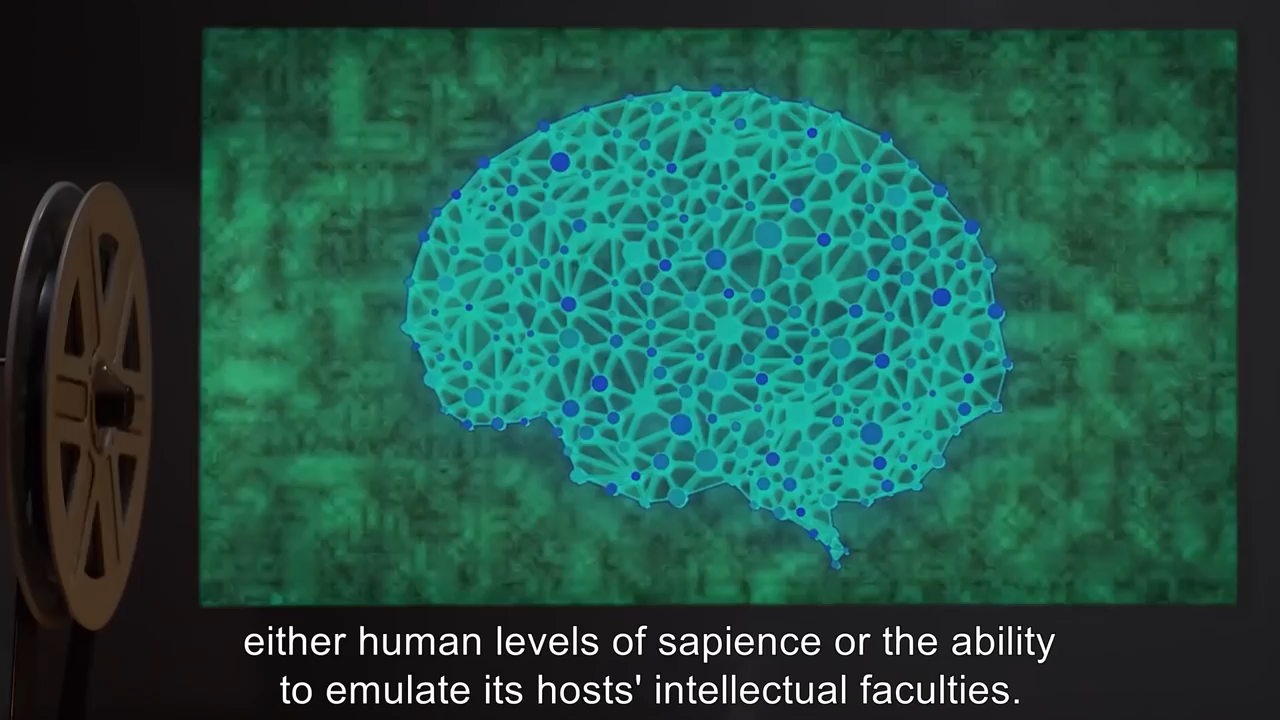 either human levels of sapience or the ability
to emulate its hosts' intellectual faculties.